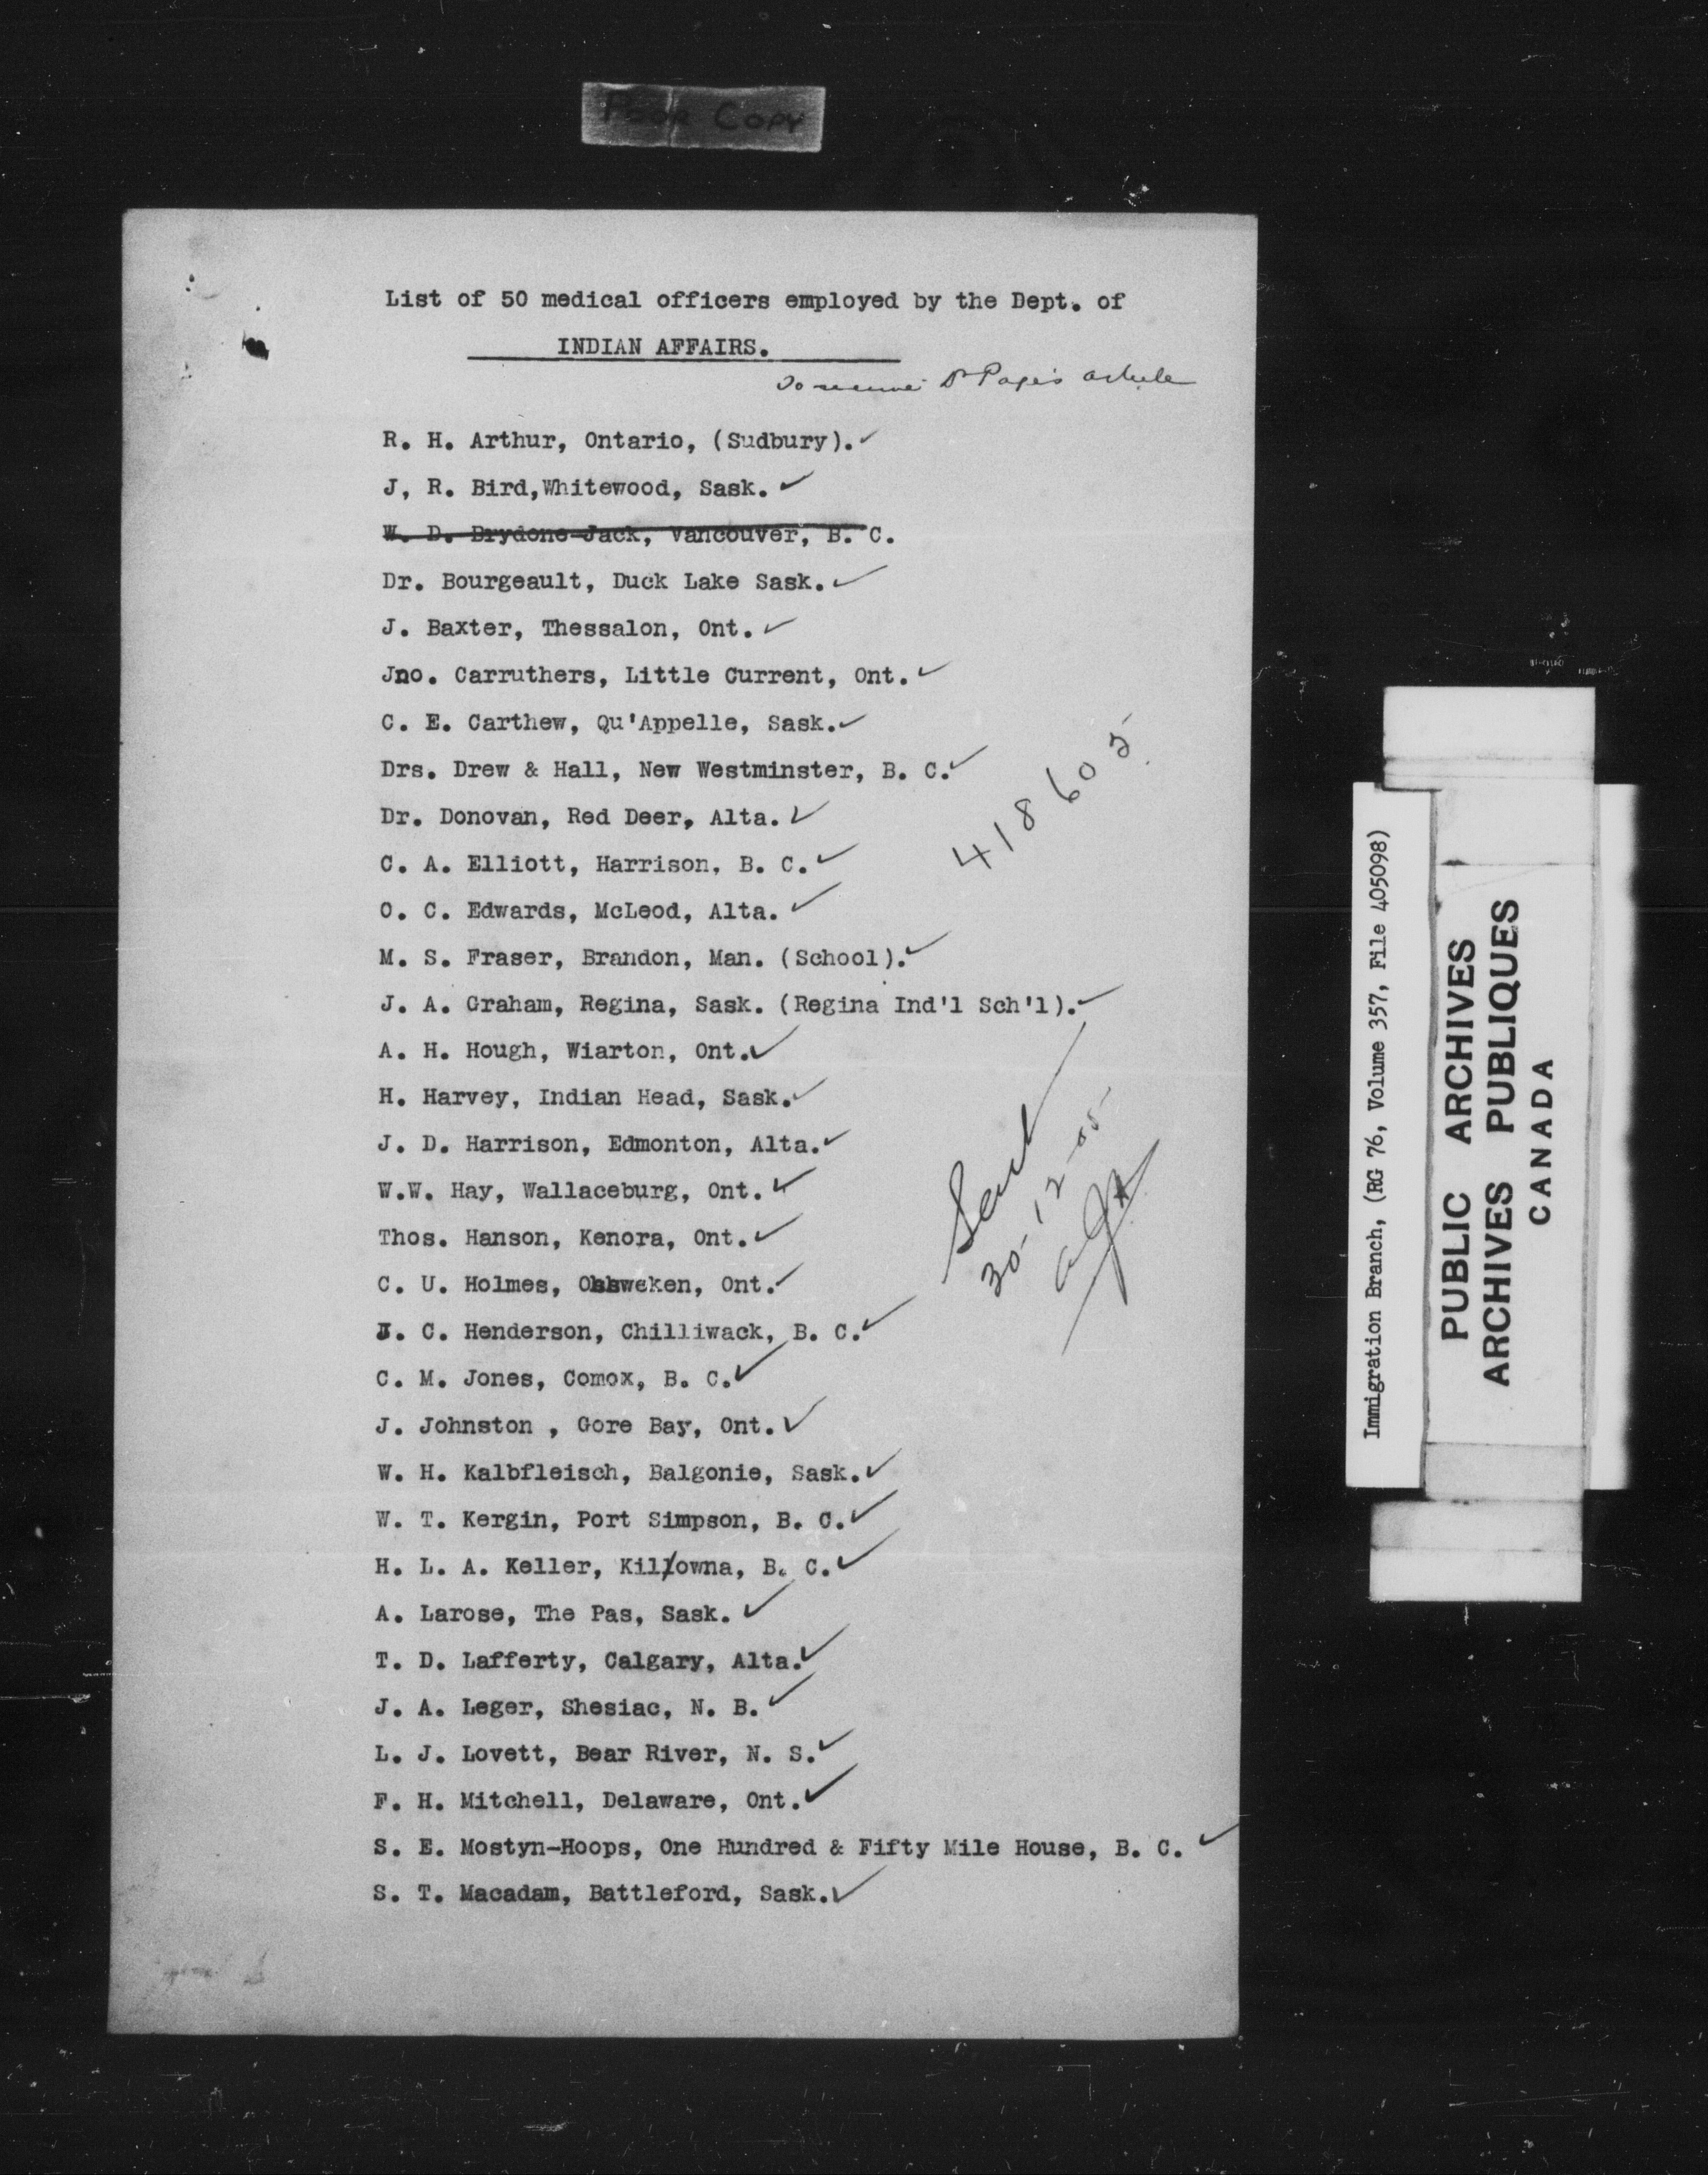 Poor Copy
List of 50 medical officers employed by the Dept. of
INDIAN AFFAIRS.
To receive Dr Page's article
R. H. Arthur, Ontario, (Sudbury). ✓
J, R. Bird,Whitewood, Sask. ✓
W. D. Brydone-Jack, Vancouver, B. C.
Dr. Bourgeault, Duck Lake Sask. ✓
J. Baxter, Thessalon, Ont. ✓
Jno. Carruthers, Little Current, Ont. ✓
C. E. Carthew, Qu'Appelle, Sask. ✓
Drs. Drew & Hall, New Westminster, B. C. ✓
Dr. Donovan, Red Deer, Alta. ✓
C. A. Elliott, Harrison, B. C. ✓
O. C. Edwards, McLeod, Alta. ✓
M. S. Fraser, Brandon, Man. (School). ✓
J. A. Graham, Regina, Sask. (Regina Ind'l Sch'l). ✓
A. H. Hough, Wiarton, Ont. ✓
H. Harvey, Indian Head, Sask. ✓
J. D. Harrison, Edmonton, Alta. ✓
W.W. Hay, Wallaceburg, Ont. ✓
Thos. Hanson, Kenora, Ont. ✓
C. U. Holmes, Ohsweken, Ont. ✓
J. C. Henderson, Chilliwack, B. C. ✓
C. M. Jones, Comox, B. C. ✓
J. Johnston , Gore Bay, Ont. ✓
W. H. Kalbfleisch, Balgonie, Sask. ✓
W. T. Kergin, Port Simpson, B. C. ✓
H. L. A. Keller, Killowna, B. C. ✓
A. Larose, The Pas, Sask. ✓
T. D. Lafferty, Calgary, Alta. ✓
J. A. Leger, Shesiac, N. B. ✓
L. J. Lovett, Bear River, N. S. ✓
F. H. Mitchell, Delaware, Ont. ✓
S. E. Mostyn-Hoops, One Hundred & Fifty Mile House, B. C. ✓
S. T. Macadam, Battleford, Sask. ✓
418605
Sent
30-12-05
Immigration Branch, (RG 76, Volume 357, File 405098)
PUBLIC ARCHIVES
ARCHIVES PUBLIQUES
CANADA